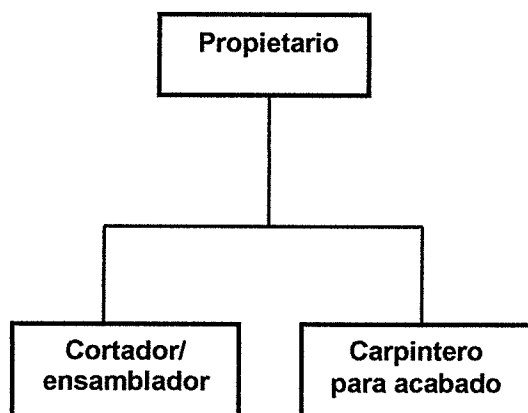 Propietario
Cortador/
ensamblador
Carpintero
para acabado